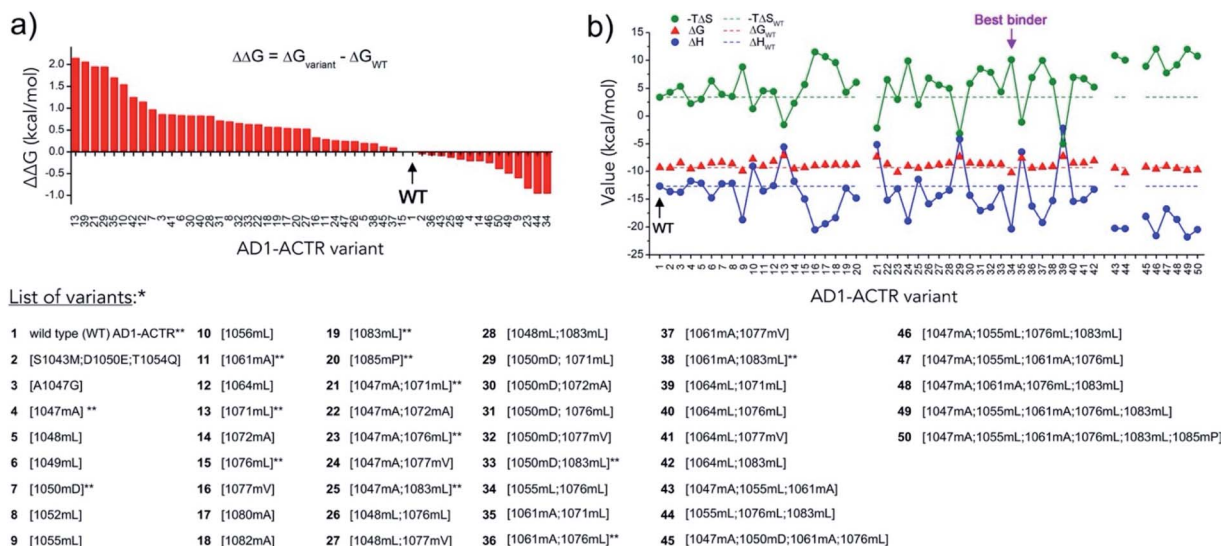 a)
ΔΔG = ΔG variant - ΔG WT
ΔΔG (kcal/mol)
2.0
1.5
1.0
0.5
0.0
-0.5
-1.0
WT
13 39 21 29 10 42 12 7 3 41 6 30 28 31 8 32 33 22 19 17 20 27 16 24 47 26 37 15 1 2 36 43 48 4 46 50 49 9 23 44 34
AD1-ACTR variant
b)
-TΔS -TΔS WT
ΔG ΔG WT
ΔH ΔH WT
Best binder
Value (kcal/mol)
15
10
5
0
-5
-10
-15
-20
-25
WT
1 2 3 4 5 6 7 8 9 10 11 12 13 14 15 16 17 18 19 20 21 22 23 24 25 26 27 28 29 30 31 32 33 34 35 36 37 38 39 40 41 42 43 44 45 46 47 48 49 50
AD1-ACTR variant
List of variants:*
1 wild type (WT) AD1-ACTR**
2 [S1043M;D1050E;T1054Q]
3 [A1047G]
4 [1047mA] **
5 [1048mL]
6 [1049mL]
7 [1050mD]**
8 [1052mL]
9 [1055mL]
10 [1056mL]
11 [1061mA]**
12 [1064mL]
13 [1071mL]**
14 [1072mA]
15 [1076mL]**
16 [1077mV]
17 [1080mA]
18 [1082mA]
19 [1083mL]**
20 [1085mP]**
21 [1047mA;1071mL]**
22 [1047mA;1072mA]
23 [1047mA;1076mL]**
24 [1047mA;1077mV]
25 [1047mA;1083mL]**
26 [1048mL;1076mL]
27 [1048mL;1077mV]
28 [1048mL;1083mL]
29 [1050mD; 1071mL]
30 [1050mD;1072mA]
31 [1050mD; 1076mL]
32 [1050mD;1077mV]
33 [1050mD;1083mL]**
34 [1055mL;1076mL]
35 [1061mA;1071mL]
36 [1061mA;1076mL]**
37 [1061mA;1077mV]
38 [1061mA;1083mL]**
39 [1064mL;1071mL]
40 [1064mL;1076mL]
41 [1064mL;1077mV]
42 [1064mL;1083mL]
43 [1047mA;1055mL;1061mA]
44 [1055mL;1076mL;1083mL]
45 [1047mA;1050mD;1061mA;1076mL]
46 [1047mA;1055mL;1076mL;1083mL]
47 [1047mA;1055mL;1061mA;1076mL]
48 [1047mA;1061mA;1076mL;1083mL]
49 [1047mA;1055mL;1061mA;1076mL;1083mL]
50 [1047mA;1055mL;1061mA;1076mL;1083mL;1085mP]